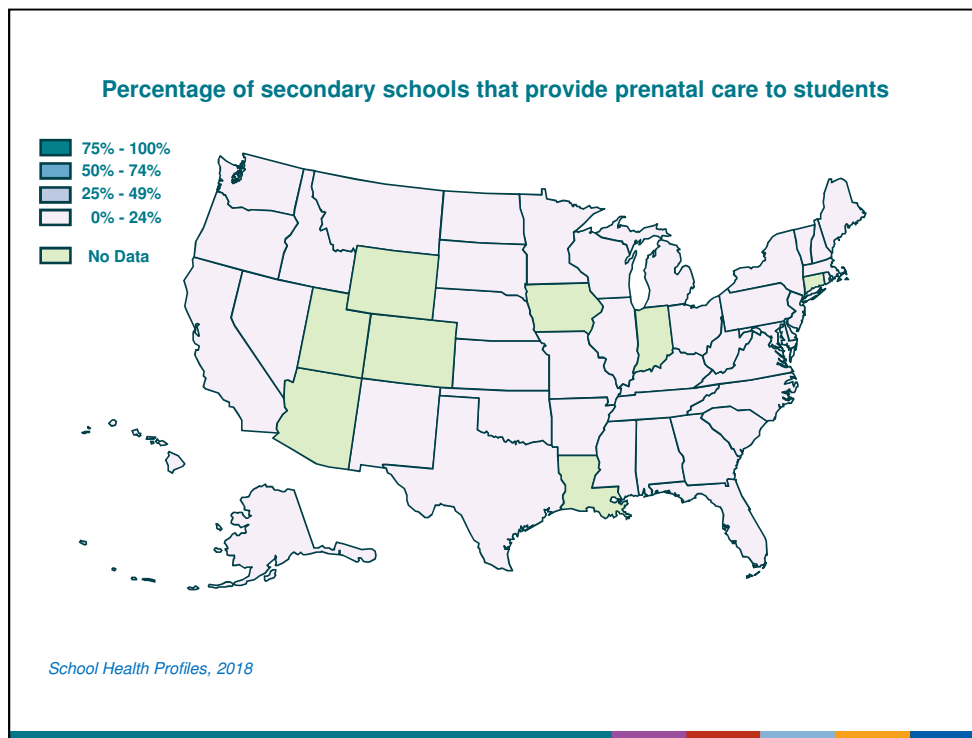 Percentage of secondary schools that provide prenatal care to students
75% - 100%
50% - 74%
25% - 49%
0% - 24%
No Data
School Health Profiles, 2018